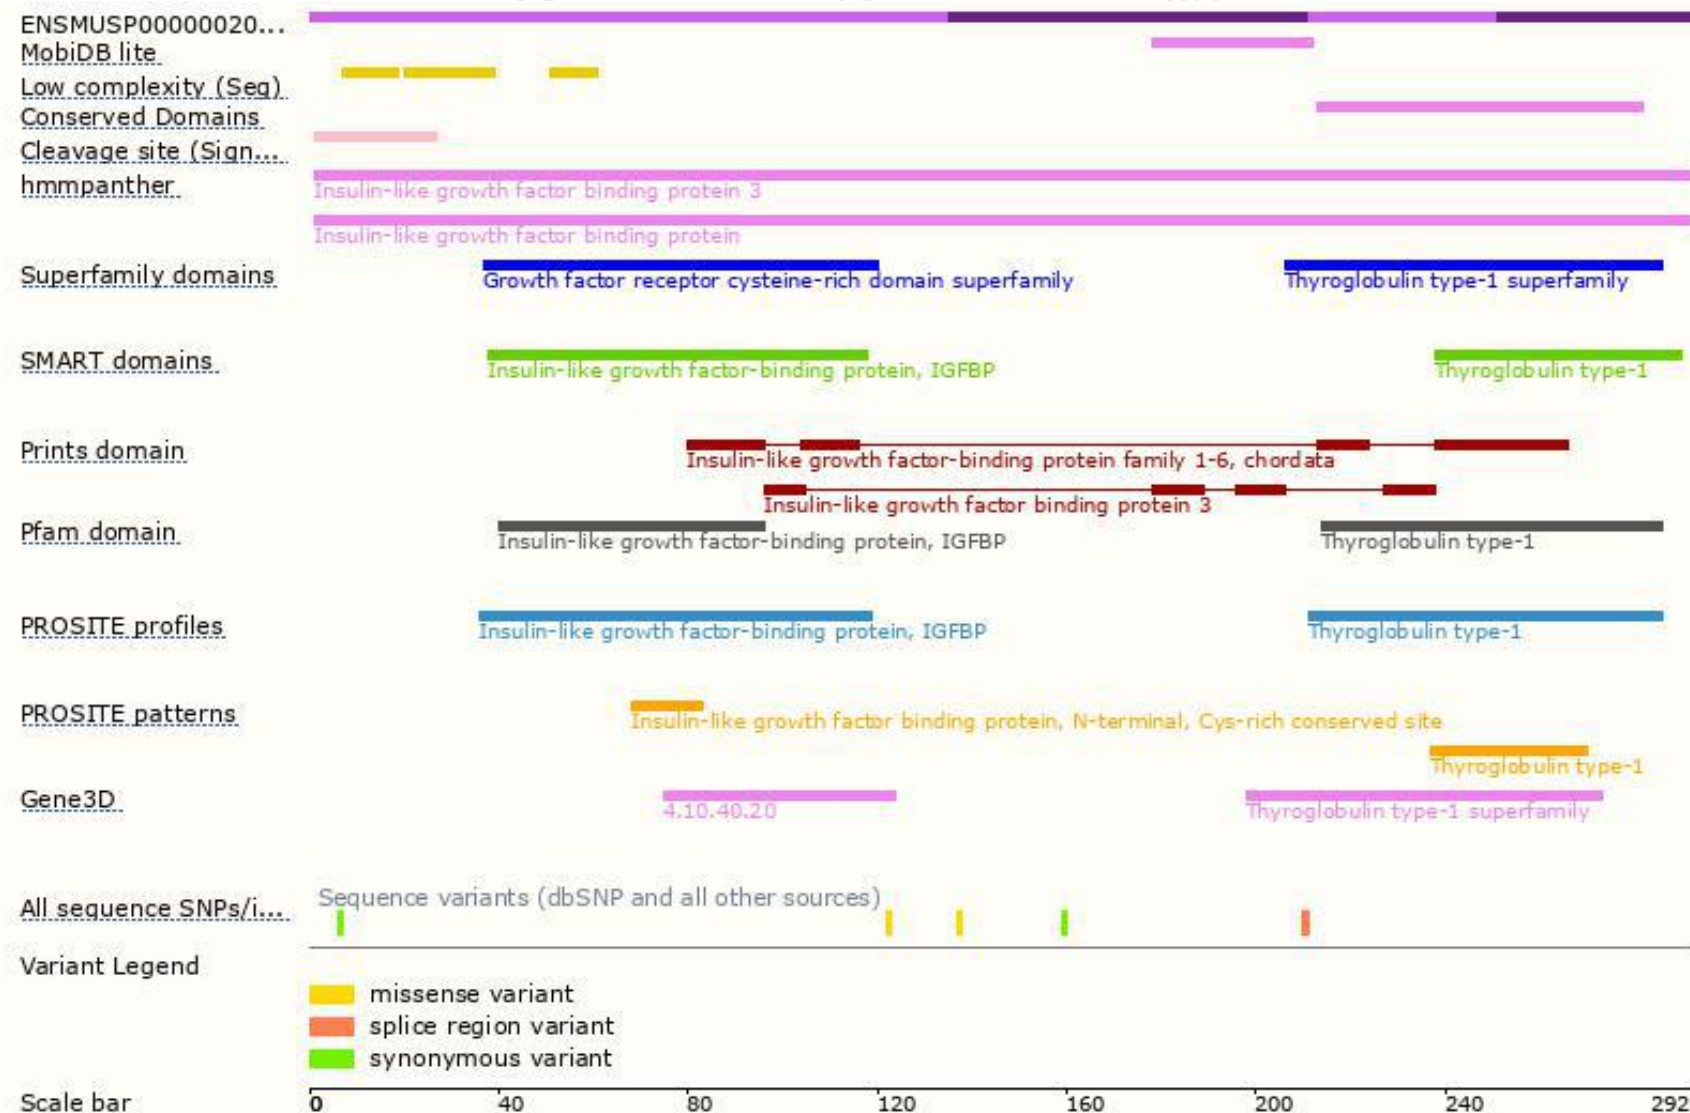 ENSMUSP00000020...
MobiDB lite
Low complexity (Seg)
Conserved Domains
Cleavage site (Sign...
hmmpanther
Insulin-like growth factor binding protein 3
Insulin-like growth factor binding protein
Superfamily domains
Growth factor receptor cysteine-rich domain superfamily
Thyroglobulin type-1 superfamily
SMART domains
Insulin-like growth factor-binding protein, IGFBP
Thyroglobulin type-1
Prints domain
Insulin-like growth factor-binding protein family 1-6, chordata
Insulin-like growth factor binding protein 3
Pfam domain
Insulin-like growth factor-binding protein, IGFBP
Thyroglobulin type-1
PROSITE profiles
Insulin-like growth factor-binding protein, IGFBP
Thyroglobulin type-1
PROSITE patterns
Insulin-like growth factor binding protein, N-terminal, Cys-rich conserved site
Thyroglobulin type-1
Gene3D
4.10.40.20
Thyroglobulin type-1 superfamily
Sequence variants (dbSNP and all other sources)
All sequence SNPs/i...
Variant Legend
missense variant
splice region variant
synonymous variant
Scale bar
0 40 80 120 160 200 240 292